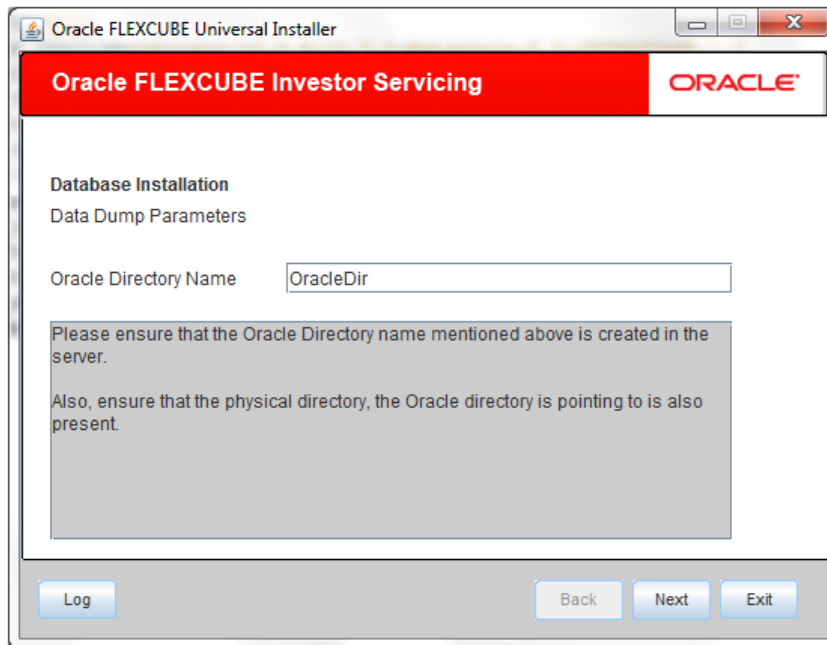 Oracle FLEXCUBE Universal Installer
Oracle FLEXCUBE Investor Servicing
ORACLE
Database Installation
Data Dump Parameters
Oracle Directory Name OracleDir
Please ensure that the Oracle Directory name mentioned above is created in the
server.
Also, ensure that the physical directory, the Oracle directory is pointing to is also
present.
Log Back Next Exit